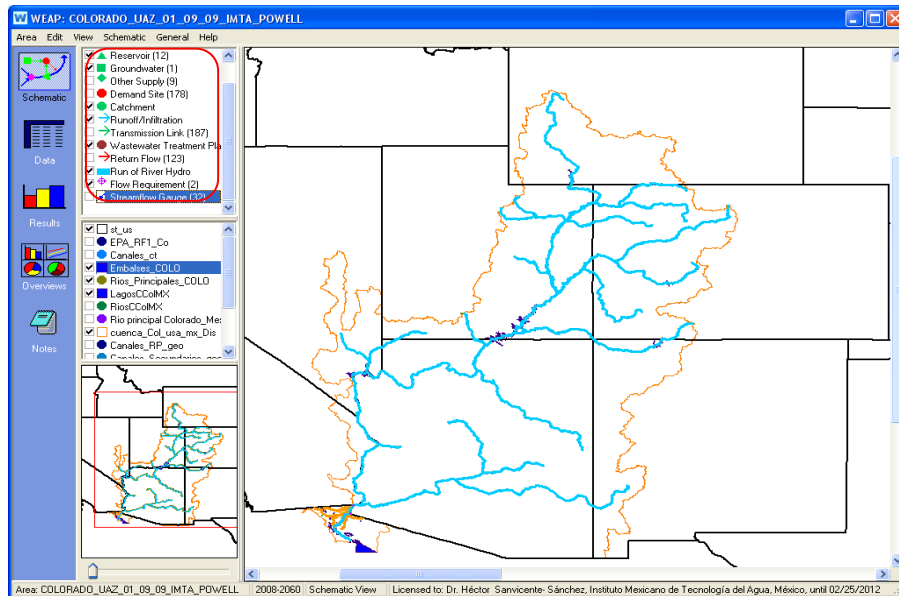 WEAP: COLORADO_UAZ_01_09_09_IMTA_POWELL
Area Edit View Schematic General Help
Schematic
Data
Results
Overviews
Notes
Reservoir (12)
Groundwater (1)
Other Supply (9)
Demand Site (178)
Catchment
Runoff/Infiltration
Transmission Link (187)
Wastewater Treatment Pla
Return Flow (123)
Run of River Hydro
Flow Requirement (2)
Streamflow Gauge (32)
st_us
EPA_RF1_Co
Canales_ct
Embalses_COLO
Rios_Principales_COLO
LagosCColMX
RiosCColMX
Rio principal Colorado_Me
cuenca_Col_usa_mx_Dis
Canales_RP_geo
Canales_Secundarios_geo
Area: COLORADO_UAZ_01_09_09_IMTA_POWELL 2008-2060 Schematic View Licensed to: Dr. Héctor Sanvicente- Sánchez, Instituto Mexicano de Tecnología del Agua, México, until 02/25/2012